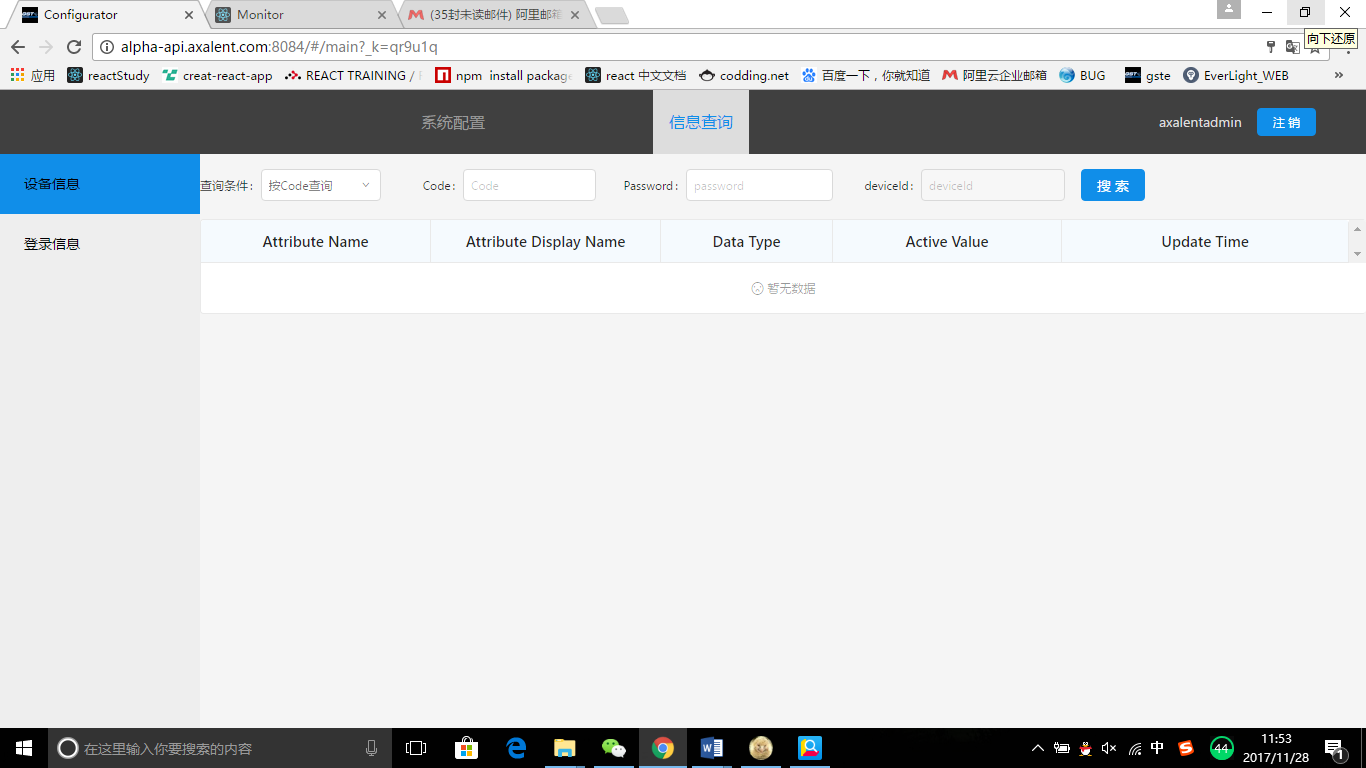 Configurator
Monitor
(35封未读邮件) 阿里邮箱
alpha-api.axalent.com:8084/#/main?_k=qr9u1q
向下还原
应用 reactStudy creat-react-app REACT TRAINING / npm install package react 中文文档 codding.net 百度一下，你就知道 阿里云企业邮箱 BUG gste EverLight_WEB »
系统配置 信息查询 axalentadmin 注 销
设备信息
登录信息
查询条件： 按Code查询 Code： Code Password： password deviceId： deviceId 搜 索
Attribute Name Attribute Display Name Data Type Active Value Update Time
暂无数据
在这里输入你要搜索的内容
中 44 11:53
2017/11/28
1